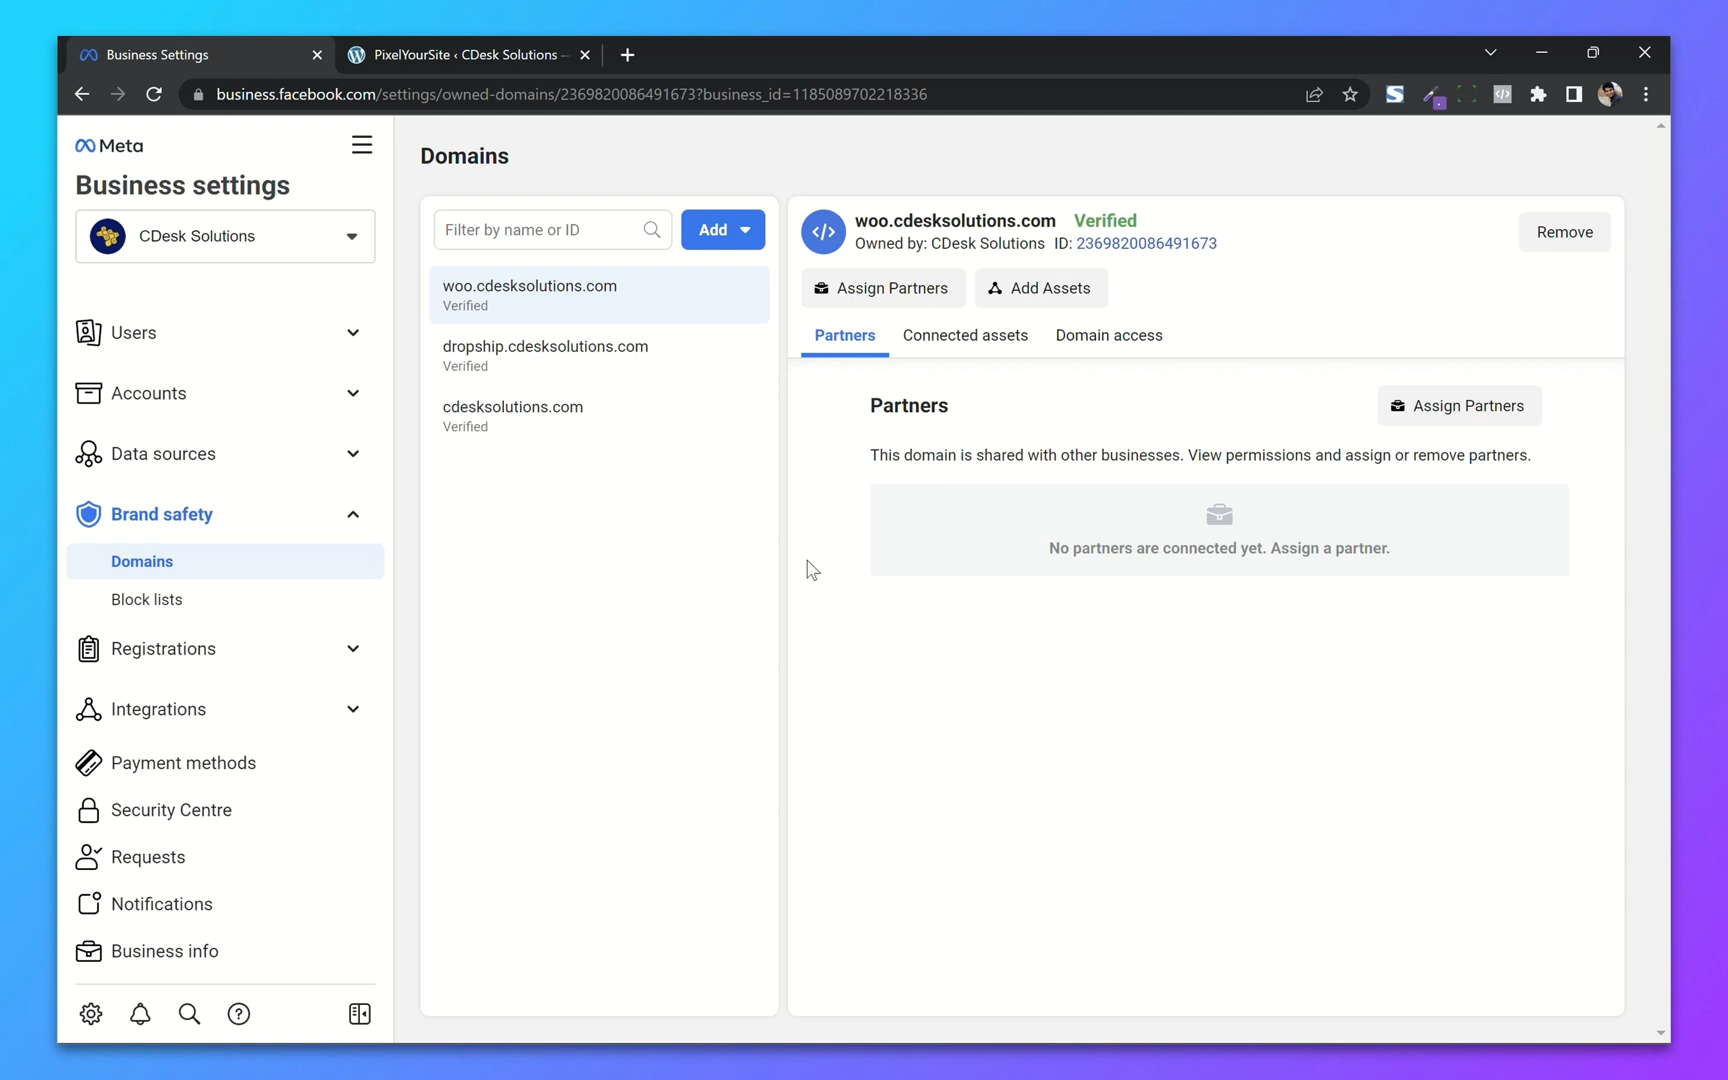 Business Settings
PixelYourSite ‹ CDesk Solutions —
business.facebook.com/settings/owned-domains/2369820086491673?business_id=1185089702218336
Meta
Business settings
CDesk Solutions
Users
Accounts
Data sources
Brand safety
Domains
Block lists
Registrations
Integrations
Payment methods
Security Centre
Requests
Notifications
Business info
Domains
Filter by name or ID
Add
woo.cdesksolutions.com
Verified
dropship.cdesksolutions.com
Verified
cdesksolutions.com
Verified
woo.cdesksolutions.com Verified
Owned by: CDesk Solutions ID: 2369820086491673
Remove
Assign Partners
Add Assets
Partners
Connected assets
Domain access
Partners
Assign Partners
This domain is shared with other businesses. View permissions and assign or remove partners.
No partners are connected yet. Assign a partner.